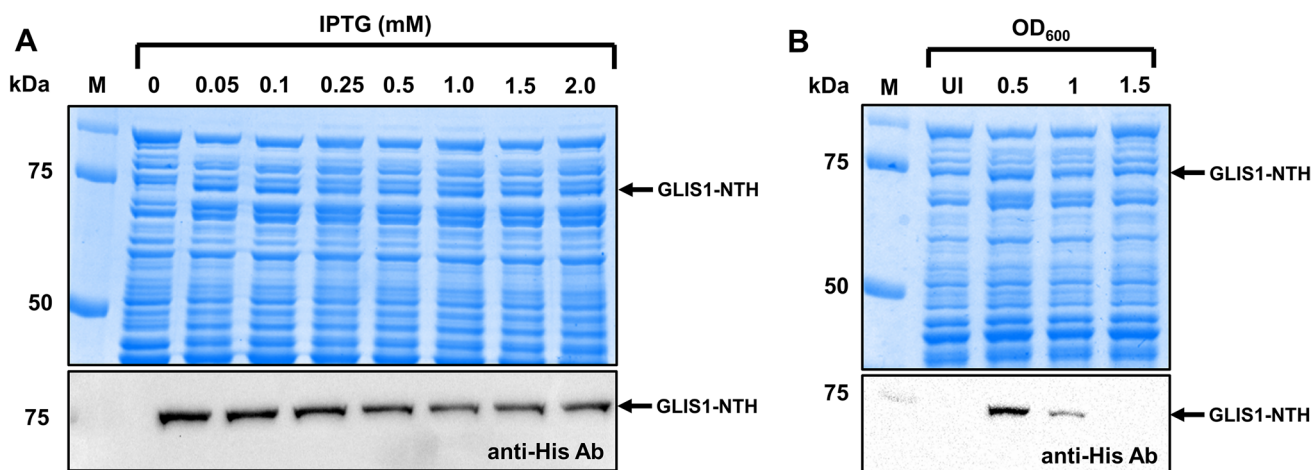 A
IPTG (mM)
kDa M 0 0.05 0.1 0.25 0.5 1.0 1.5 2.0
75
GLIS1-NTH
50
75
GLIS1-NTH
anti-His Ab
B
OD600
kDa M UI 0.5 1 1.5
75
GLIS1-NTH
50
75
GLIS1-NTH
anti-His Ab